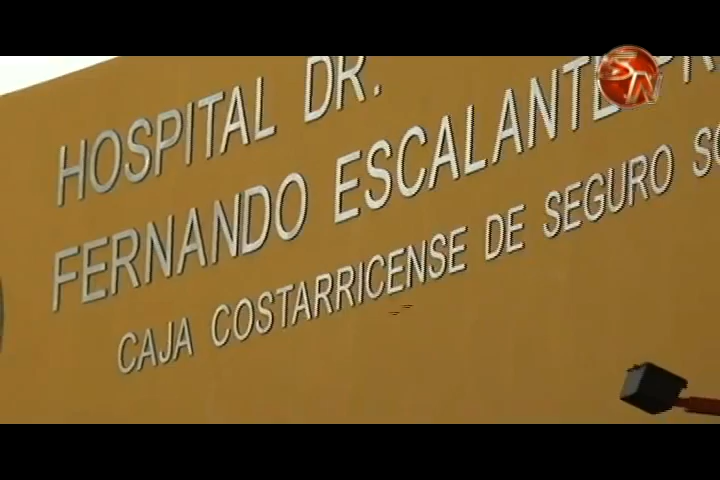 HOSPITAL DR.
FERNANDO ESCALANTE
CAJA COSTARRICENSE DE SEGURO